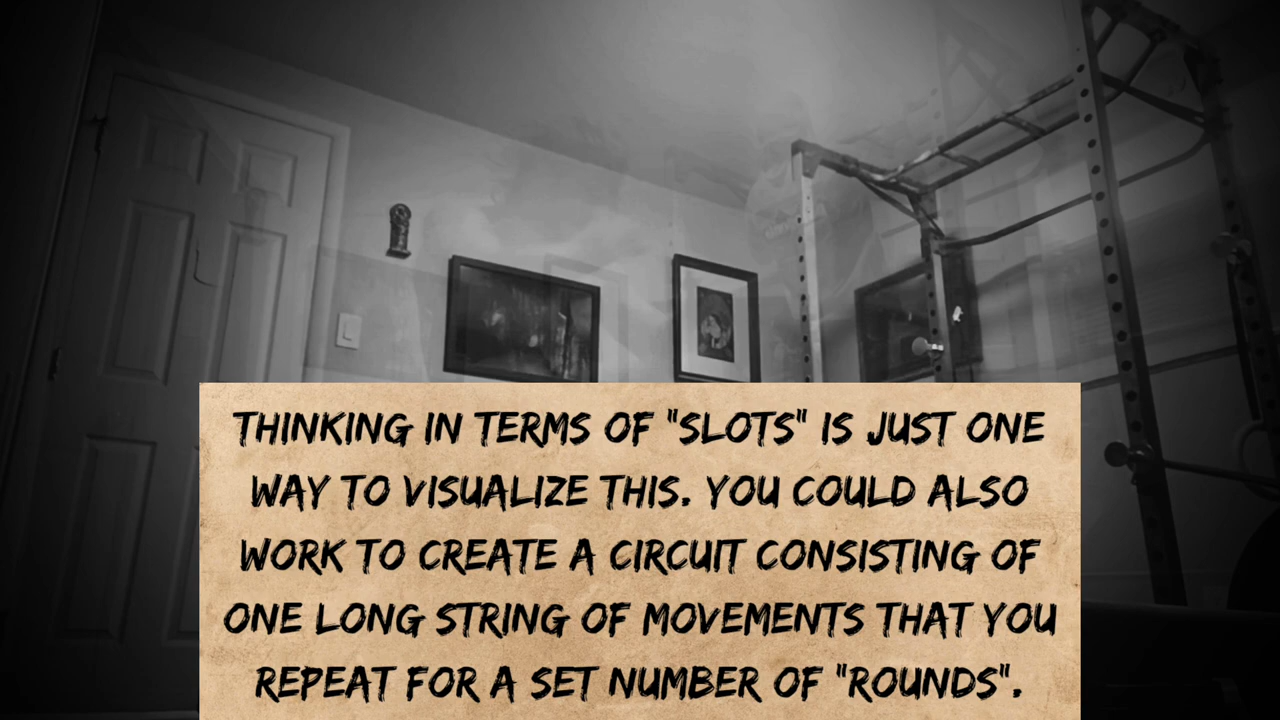 THINKING IN TERMS OF "SLOTS" IS JUST ONE
WAY TO VISUALIZE THIS. YOU COULD ALSO
WORK TO CREATE A CIRCUIT CONSISTING OF
ONE LONG STRING OF MOVEMENTS THAT YOU
REPEAT FOR A SET NUMBER OF "ROUNDS".